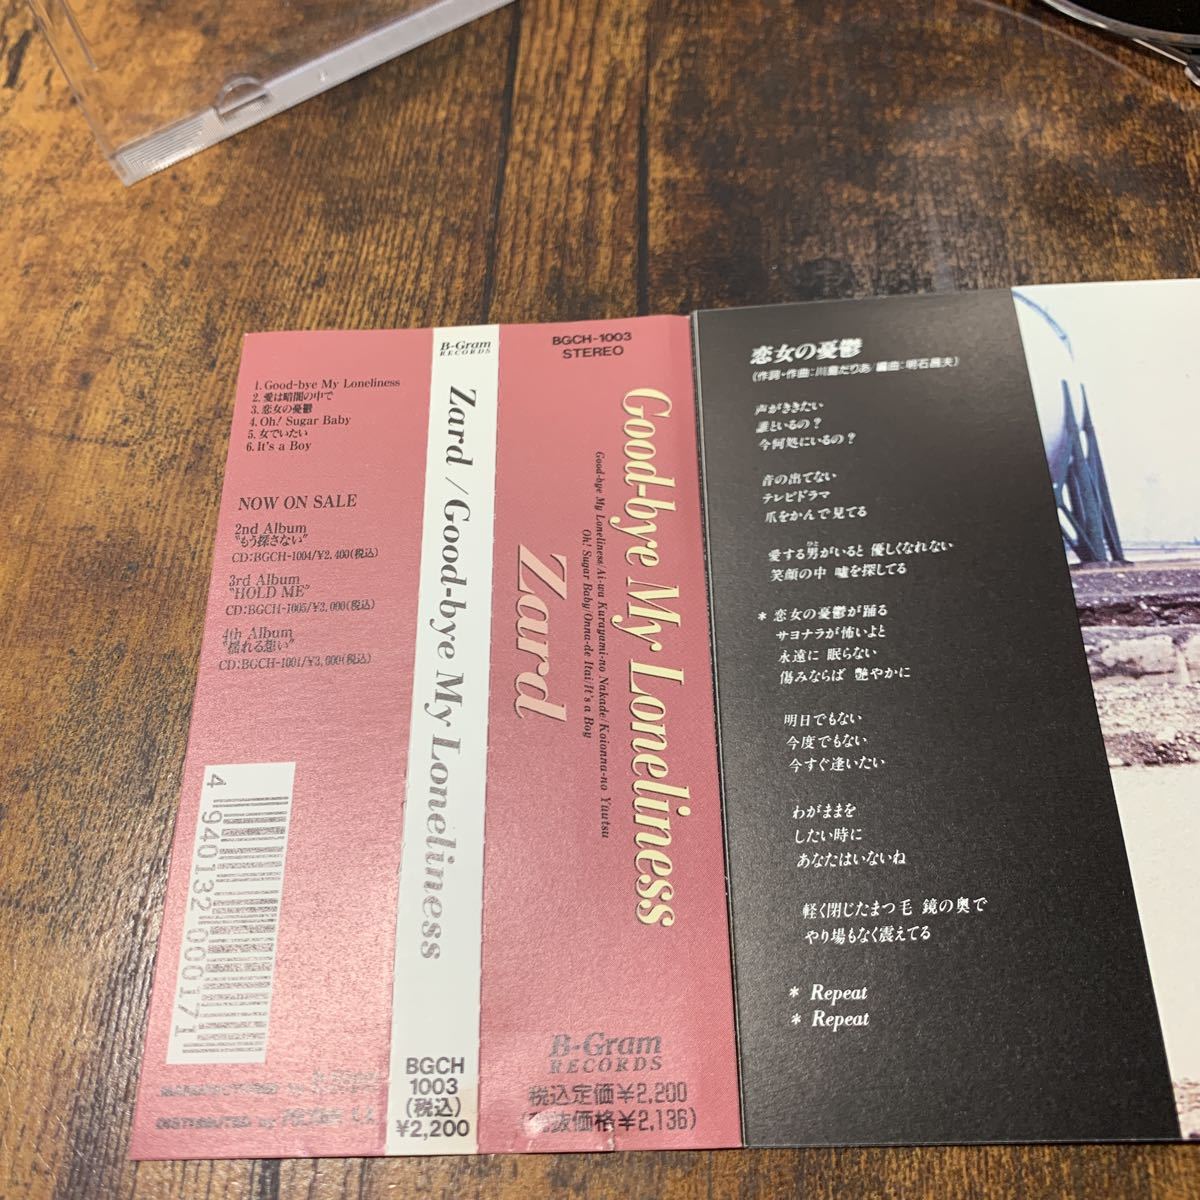 1. Good-bye My Loneliness
2. 愛は暗闇の中で
3. 恋女の憂鬱
4. Oh! Sugar Baby
5. 女でいたい
6. It's a Boy
NOW ON SALE
2nd Album
"もう探さない"
CD:BGCH-1004/¥2,400(税込)
3rd Album
"HOLD ME"
CD:BGCH-1005/¥3,000(税込)
4th Album
"揺れる想い"
CD:BGCH-1001/¥3,000(税込)
4 940132 000171
DISTRIBUTED by
B-Gram
RECORDS
Zard / Good-bye My Loneliness
BGCH
1003
(税込)
¥2,200
BGCH-1003
STEREO
Good-bye My Loneliness
Good-bye My Loneliness/Ai-wa Kurayami-no Nakade/Koionna-no Yuutsu
Oh! Sugar Baby/Onna-de Itai/It's a Boy
Zard
B-Gram
RECORDS
税込定価¥2,200
(税抜価格¥2,136)
恋女の憂鬱
(作詞・作曲:川島だりあ 編曲:明石昌夫)
声がききたい
誰といるの?
今何処にいるの?
音の出てない
テレビドラマ
爪をかんで見てる
愛する男がいると 優しくなれない
ひと
笑顔の中 嘘を探してる
* 恋女の憂鬱が踊る
サヨナラが怖いよと
永遠に 眠らない
傷みならば 艶やかに
明日でもない
今度でもない
今すぐ逢いたい
わがままを
したい時に
あなたはいないね
軽く閉じたまつ毛 鏡の奥で
やり場もなく震えてる
* Repeat
* Repeat